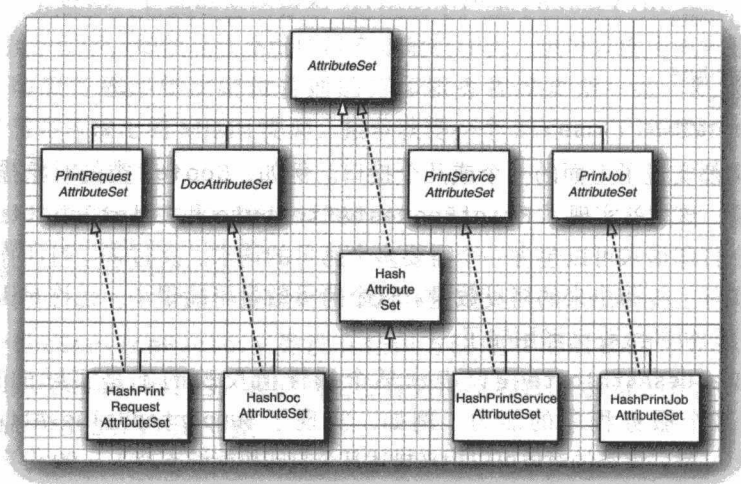 AttributeSet
PrintRequest
AttributeSet
DocAttributeSet
PrintService
AttributeSet
PrintJob
AttributeSet
Hash
Attribute
Set
HashPrint
Request
AttributeSet
HashDoc
AttributeSet
HashPrintService
AttributeSet
HashPrintJob
AttributeSet